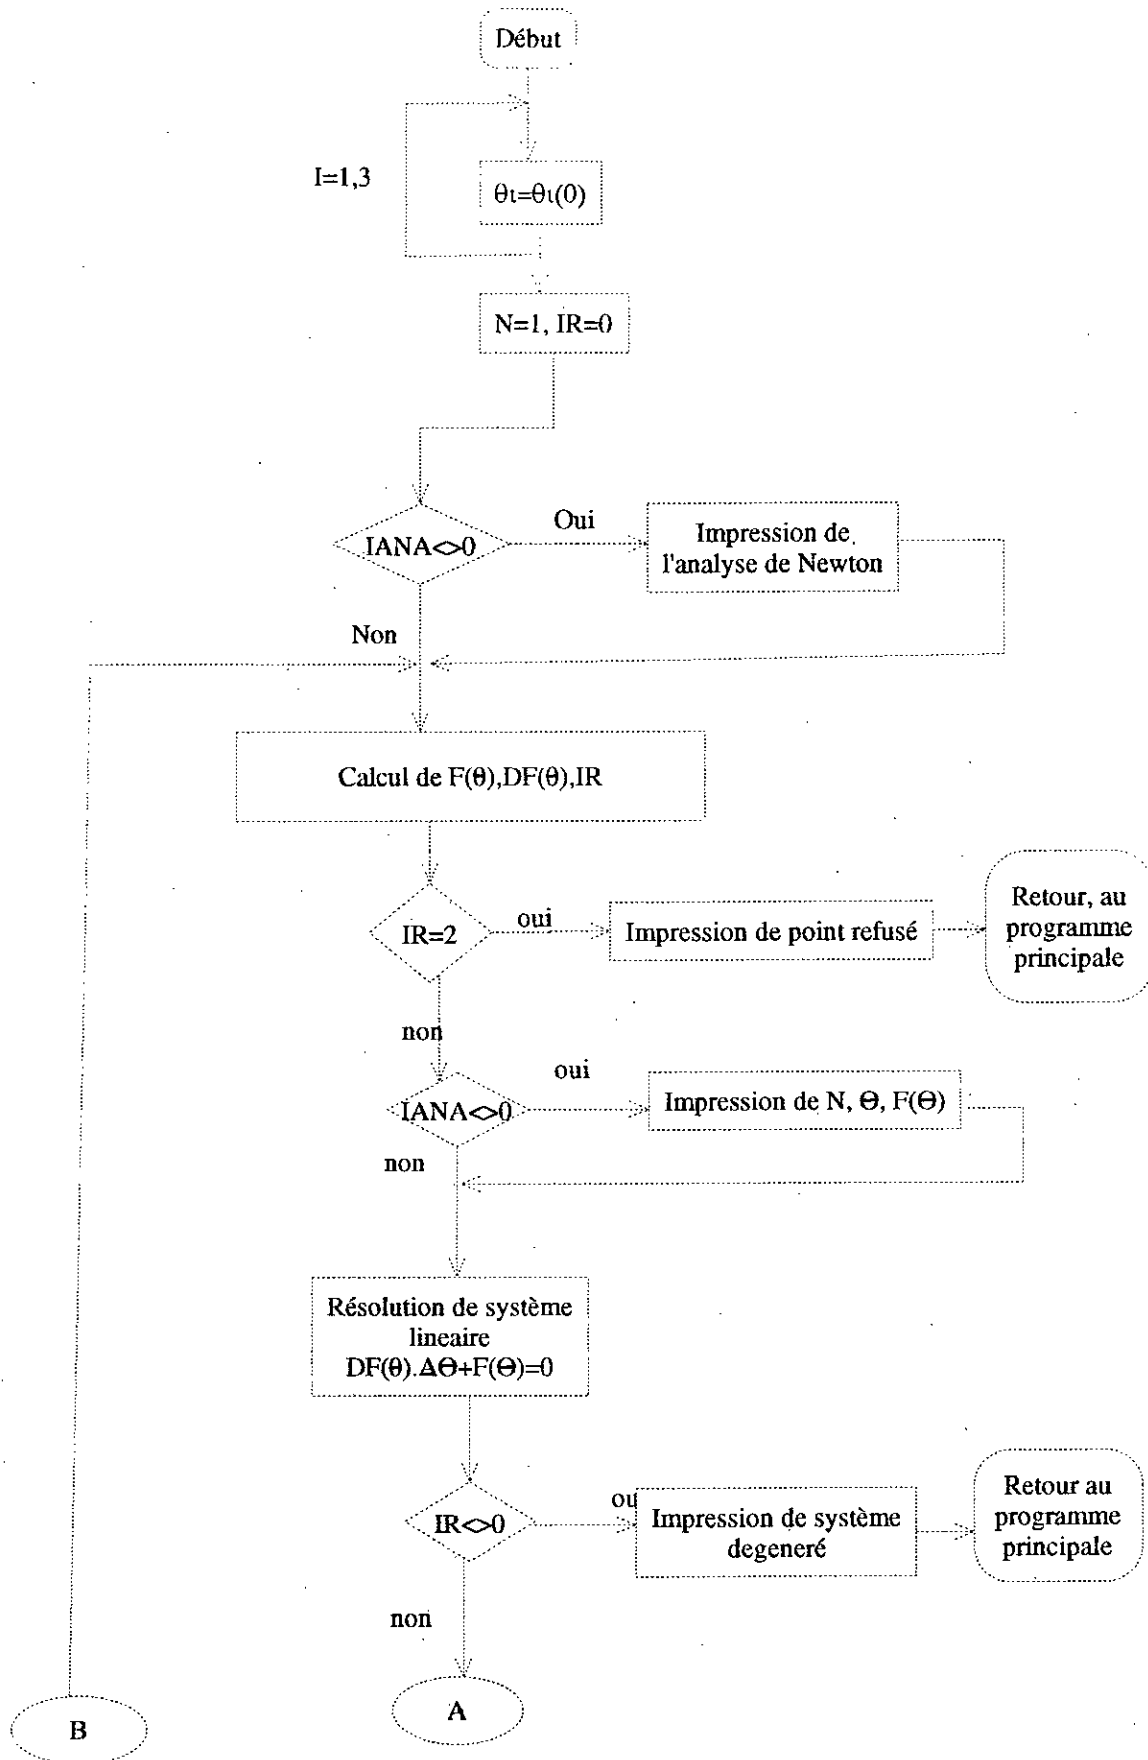 Début
I=1,3
θι=θι(0)
N=1, IR=0
IANA<>0
Oui
Impression de
l'analyse de Newton
Non
Calcul de F(θ),DF(θ),IR
IR=2
oui
Impression de point refusé
Retour, au
programme
principale
non
IANA<>0
oui
Impression de N, Θ, F(Θ)
non
Résolution de système
lineaire
DF(θ).ΔΘ+F(Θ)=0
IR<>0
ou
Impression de système
degeneré
Retour au
programme
principale
non
A
B